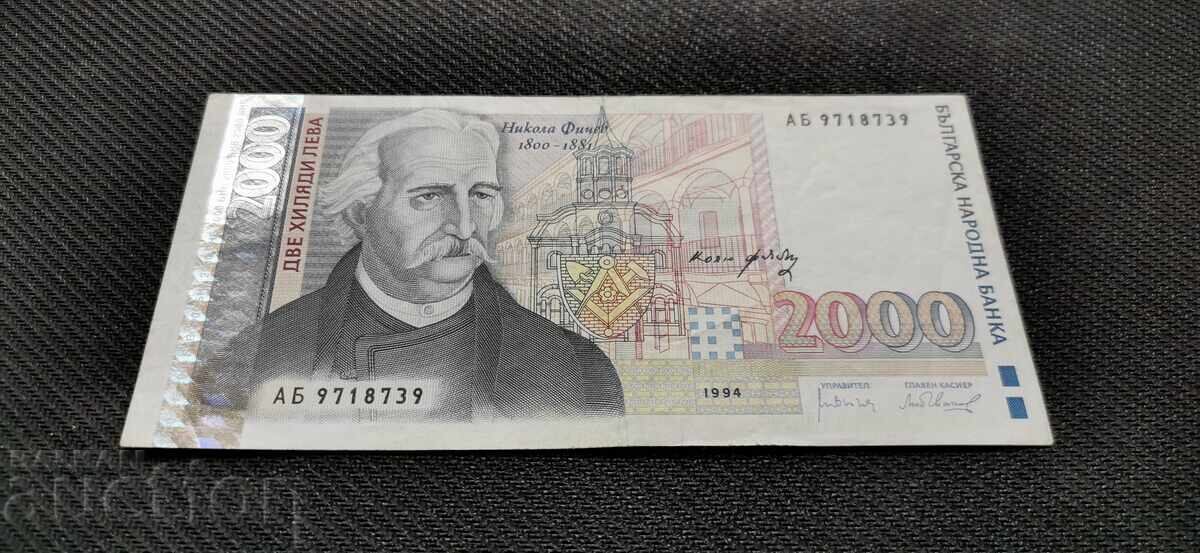 2000
ДВЕ ХИЛЯДИ ЛЕВА
Никола Фичев
1800 - 1881
АБ 9718739
БЪЛГАРСКА НАРОДНА БАНКА
2000
АБ 9718739
1994
УПРАВИТЕЛ
ГЛАВЕН КАСИЕР